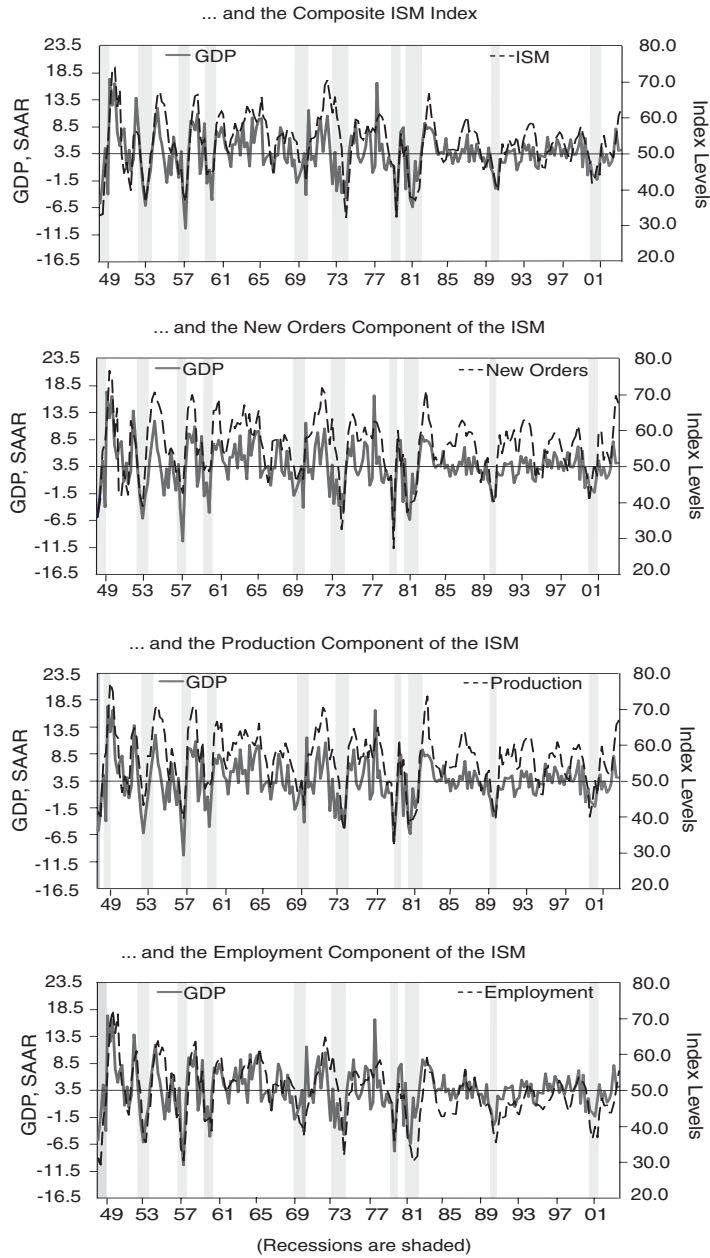 ... and the Composite ISM Index
GDP
ISM
GDP, SAAR
23.5
18.5
13.5
8.5
3.5
-1.5
-6.5
-11.5
-16.5
80.0
70.0
60.0
50.0
40.0
30.0
20.0
Index Levels
49 53 57 61 65 69 73 77 81 85 89 93 97 01
... and the New Orders Component of the ISM
GDP
New Orders
GDP, SAAR
23.5
18.5
13.5
8.5
3.5
-1.5
-6.5
-11.5
-16.5
80.0
70.0
60.0
50.0
40.0
30.0
20.0
Index Levels
49 53 57 61 65 69 73 77 81 85 89 93 97 01
... and the Production Component of the ISM
GDP
Production
GDP, SAAR
23.5
18.5
13.5
8.5
3.5
-1.5
-6.5
-11.5
-16.5
80.0
70.0
60.0
50.0
40.0
30.0
20.0
Index Levels
49 53 57 61 65 69 73 77 81 85 89 93 97 01
... and the Employment Component of the ISM
GDP
Employment
GDP, SAAR
23.5
18.5
13.5
8.5
3.5
-1.5
-6.5
-11.5
-16.5
80.0
70.0
60.0
50.0
40.0
30.0
20.0
Index Levels
49 53 57 61 65 69 73 77 81 85 89 93 97 01
(Recessions are shaded)